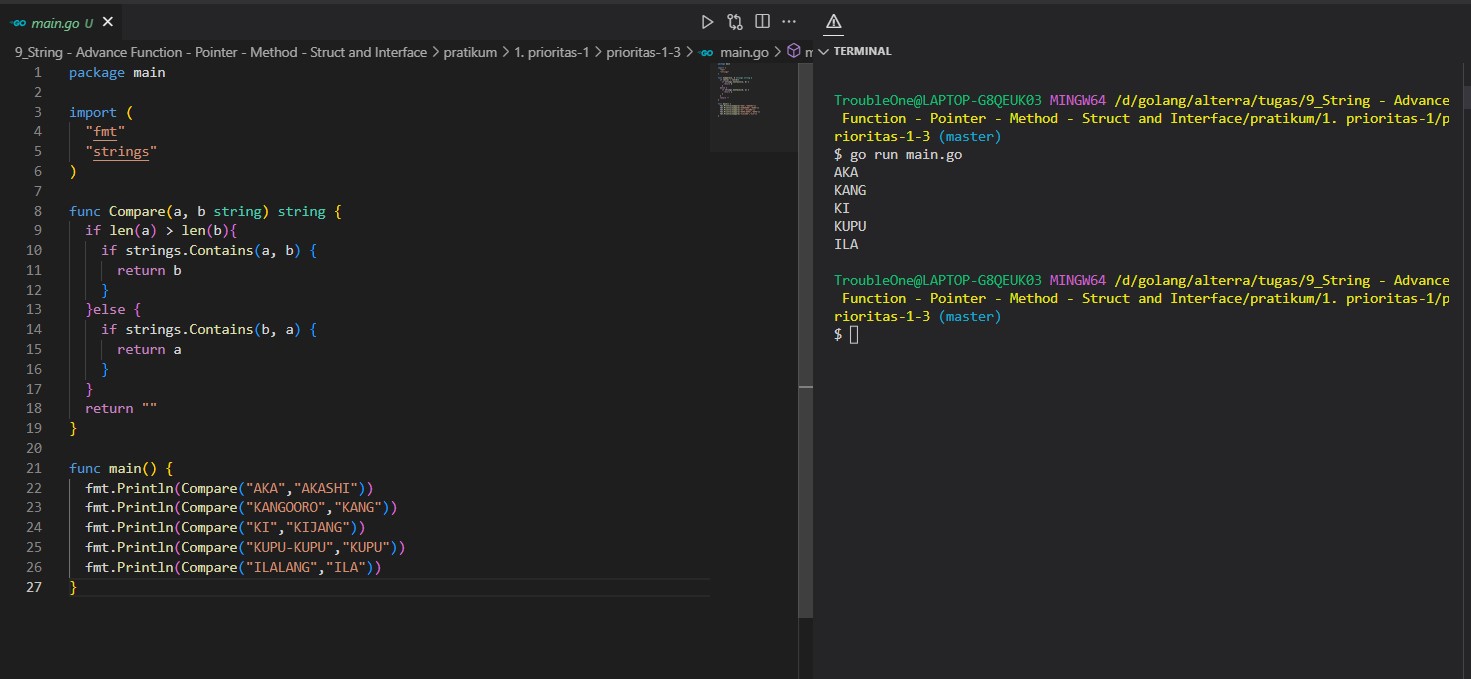 main.go U
9_String - Advance Function - Pointer - Method - Struct and Interface > pratikum > 1. prioritas-1 > prioritas-1-3 > main.go >
1 package main
2
3 import (
4 "fmt"
5 "strings"
6 )
7
8 func Compare(a, b string) string {
9 if len(a) > len(b){
10 if strings.Contains(a, b) {
11 return b
12 }
13 }else {
14 if strings.Contains(b, a) {
15 return a
16 }
17 }
18 return ""
19 }
20
21 func main() {
22 fmt.Println(Compare("AKA","AKASHI"))
23 fmt.Println(Compare("KANGOORO","KANG"))
24 fmt.Println(Compare("KI","KIJANG"))
25 fmt.Println(Compare("KUPU-KUPU","KUPU"))
26 fmt.Println(Compare("ILALANG","ILA"))
27 }
TERMINAL
TroubleOne@LAPTOP-G8QEUK03 MINGW64 /d/golang/alterra/tugas/9_String - Advance
Function - Pointer - Method - Struct and Interface/pratikum/1. prioritas-1/p
rioritas-1-3 (master)
$ go run main.go
AKA
KANG
KI
KUPU
ILA
TroubleOne@LAPTOP-G8QEUK03 MINGW64 /d/golang/alterra/tugas/9_String - Advance
Function - Pointer - Method - Struct and Interface/pratikum/1. prioritas-1/p
rioritas-1-3 (master)
$